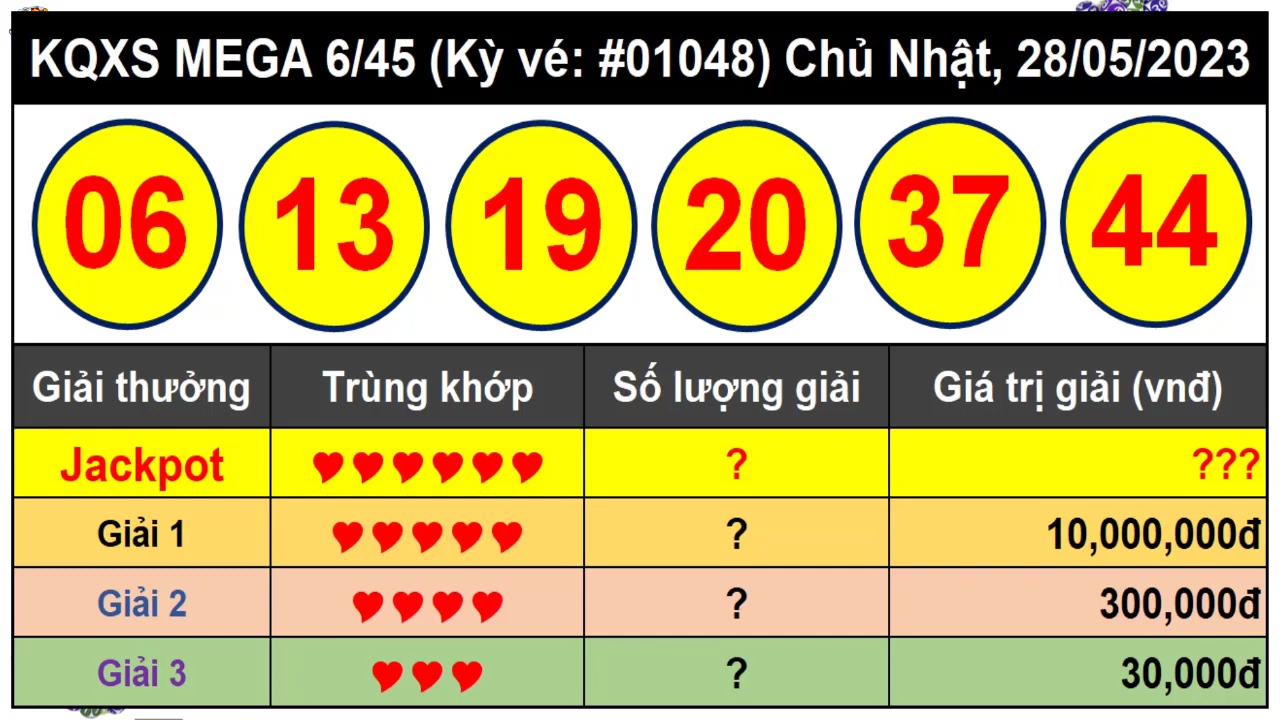 KQXS MEGA 6/45 (Kỳ vé: #01048) Chủ Nhật, 28/05/2023
06 13 19 20 37 44
Giải thưởng Trùng khớp Số lượng giải Giá trị giải (vnđ)
Jackpot ? ???
Giải 1 ? 10,000,000đ
Giải 2 ? 300,000đ
Giải 3 ? 30,000đ